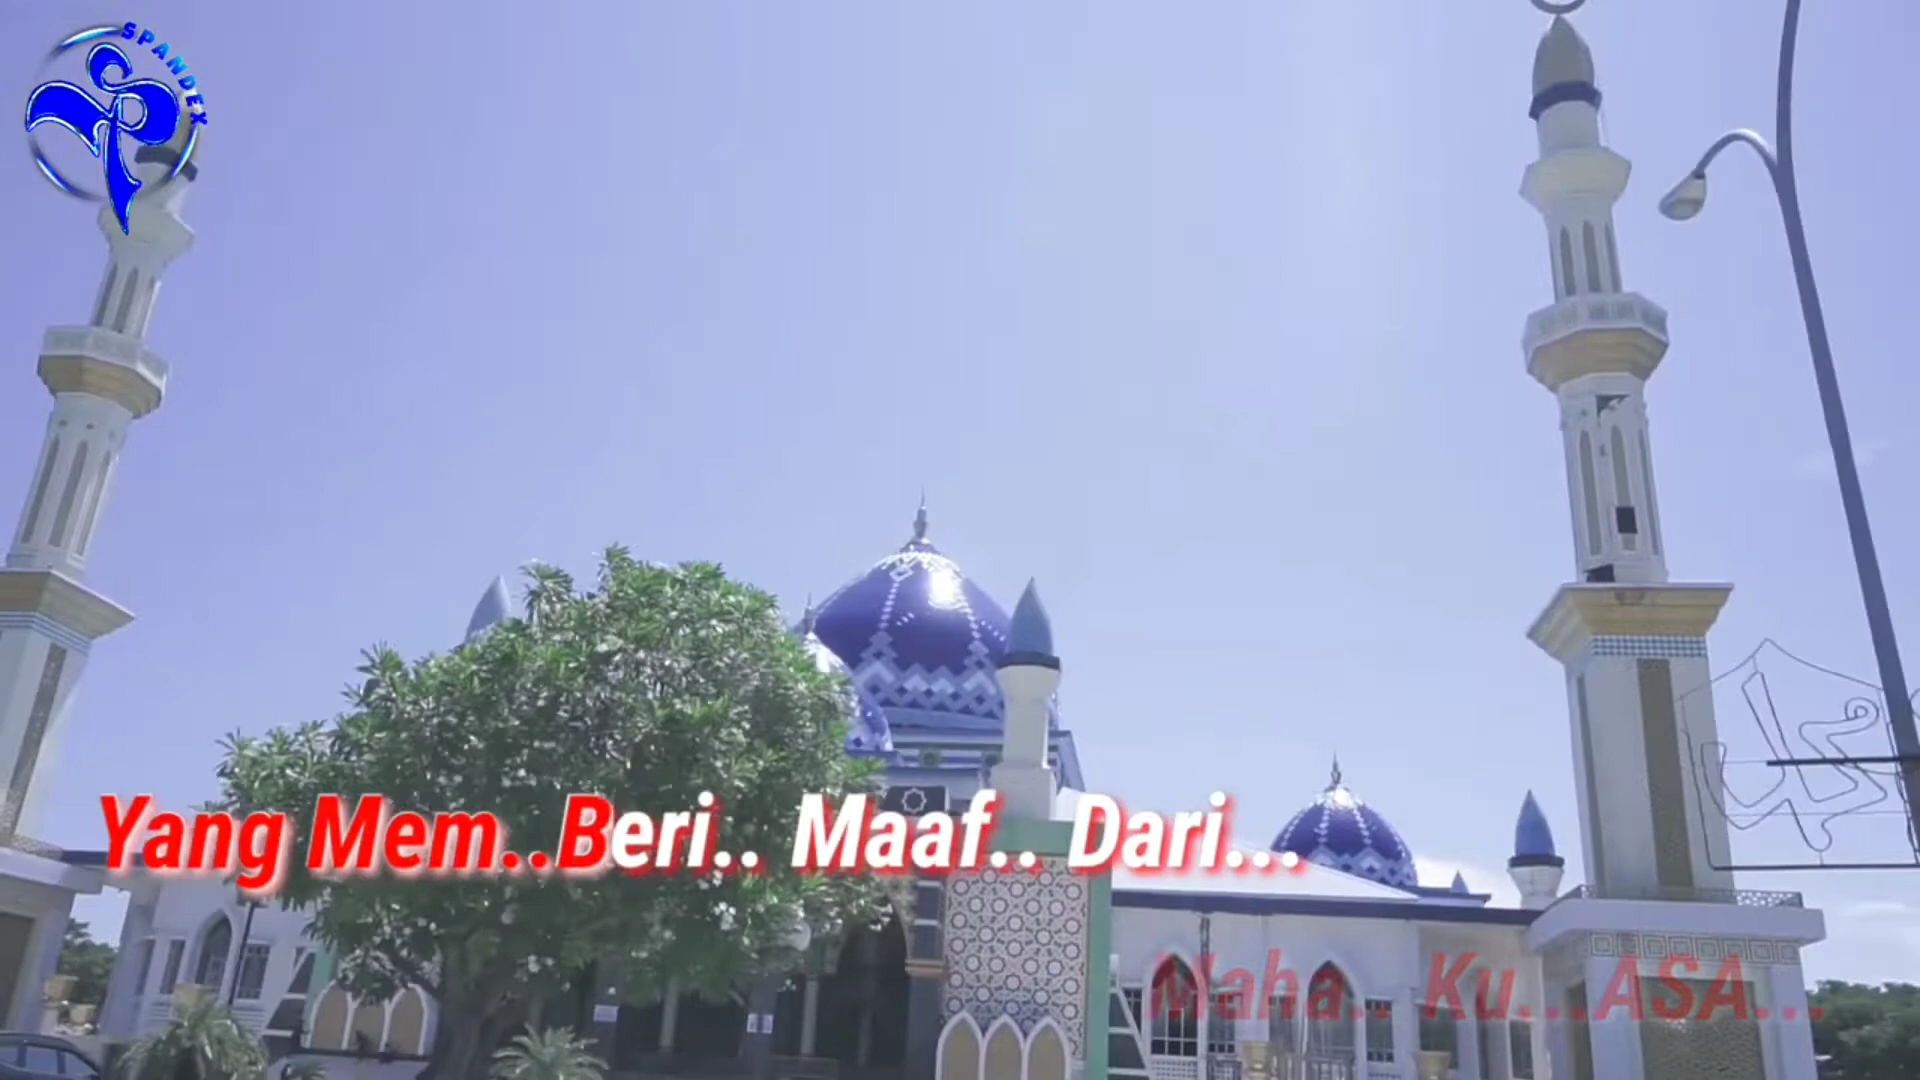 SPANDEX
Yang Mem..Beri.. Maaf.. Dari...
Maha.. Ku...ASA...